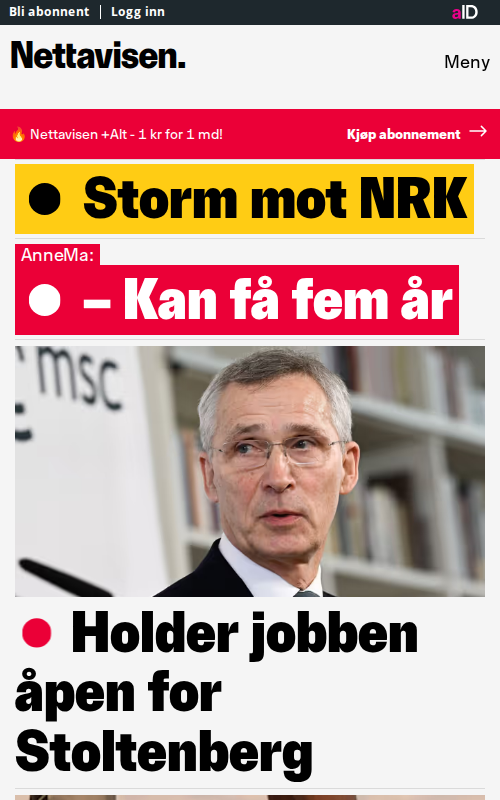 Bli abonnent | Logg inn
aID
Nettavisen.
Meny
🔥 Nettavisen +Alt - 1 kr for 1 md!
Kjøp abonnement →
● Storm mot NRK
AnneMa:
● – Kan få fem år
msc
● Holder jobben
åpen for
Stoltenberg